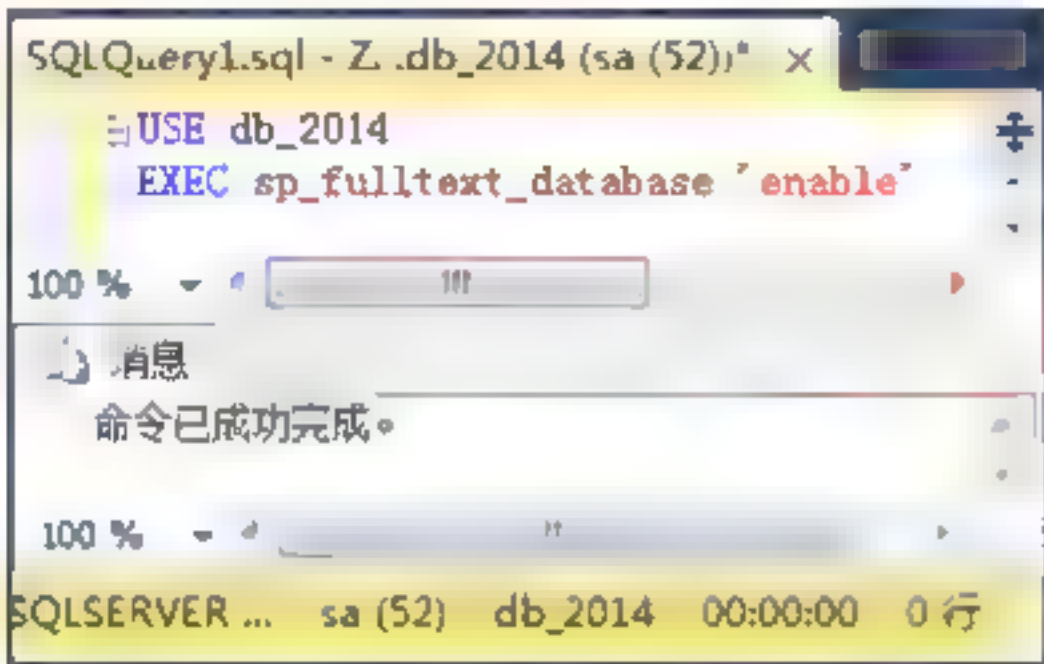 SQLQuery1.sql - Z...db_2014 (sa (52))* ×
USE db_2014
EXEC sp_fulltext_database 'enable'
100 %
消息
命令已成功完成。
100 %
SQLSERVER ... sa (52) db_2014 00:00:00 0 行